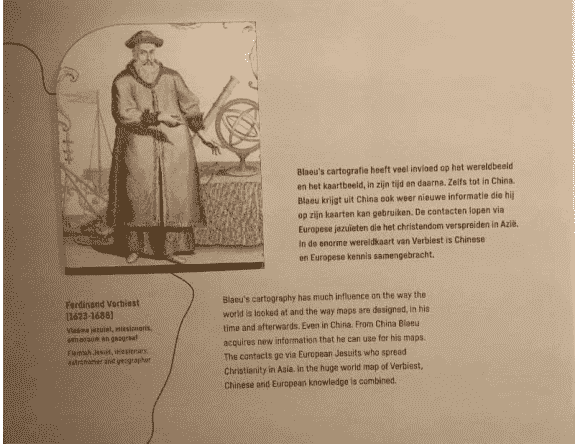 Blaeu's cartografie heeft veel invloed op het wereldbeeld
en het kaartbeeld, in zijn tijd en daarna. Zelfs tot in China.
Blaeu krijgt uit China ook weer nieuwe informatie die hij
op zijn kaarten kan gebruiken. De contacten lopen via
Europese jezuïeten die het christendom verspreiden in Azië.
In de enorme wereldkaart van Verbiest is Chinese
en Europese kennis samengebracht.
Ferdinand Verbiest
(1623-1688)
Vlaamse jezuïet, missionaris,
astronoom en geograaf
Flemish Jesuit, missionary,
astronomer and geographer
Blaeu's cartography has much influence on the way the
world is looked at and the way maps are designed, in his
time and afterwards. Even in China. From China Blaeu
acquires new information that he can use for his maps.
The contacts go via European Jesuits who spread
Christianity in Asia. In the huge world map of Verbiest,
Chinese and European knowledge is combined.